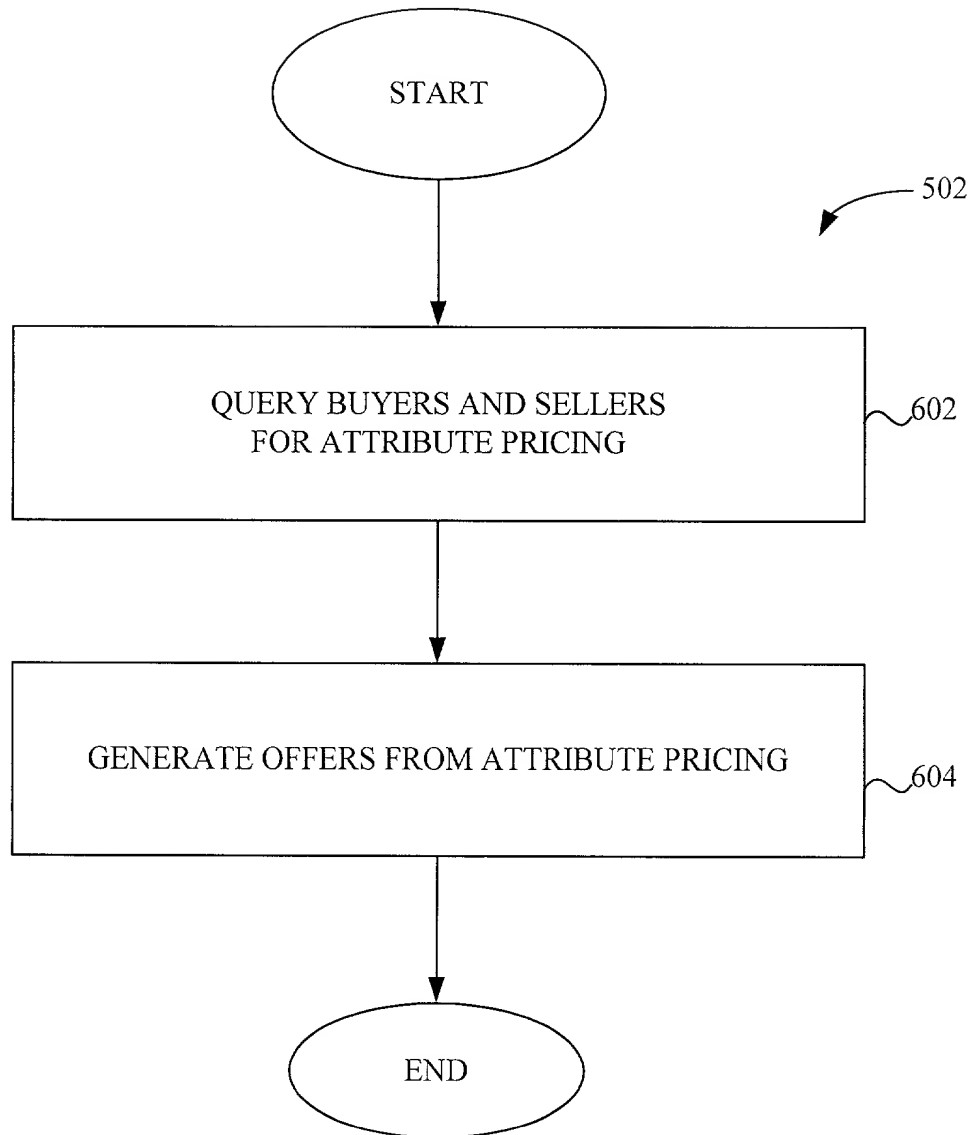 START
502
QUERY BUYERS AND SELLERS
FOR ATTRIBUTE PRICING
602
GENERATE OFFERS FROM ATTRIBUTE PRICING
604
END